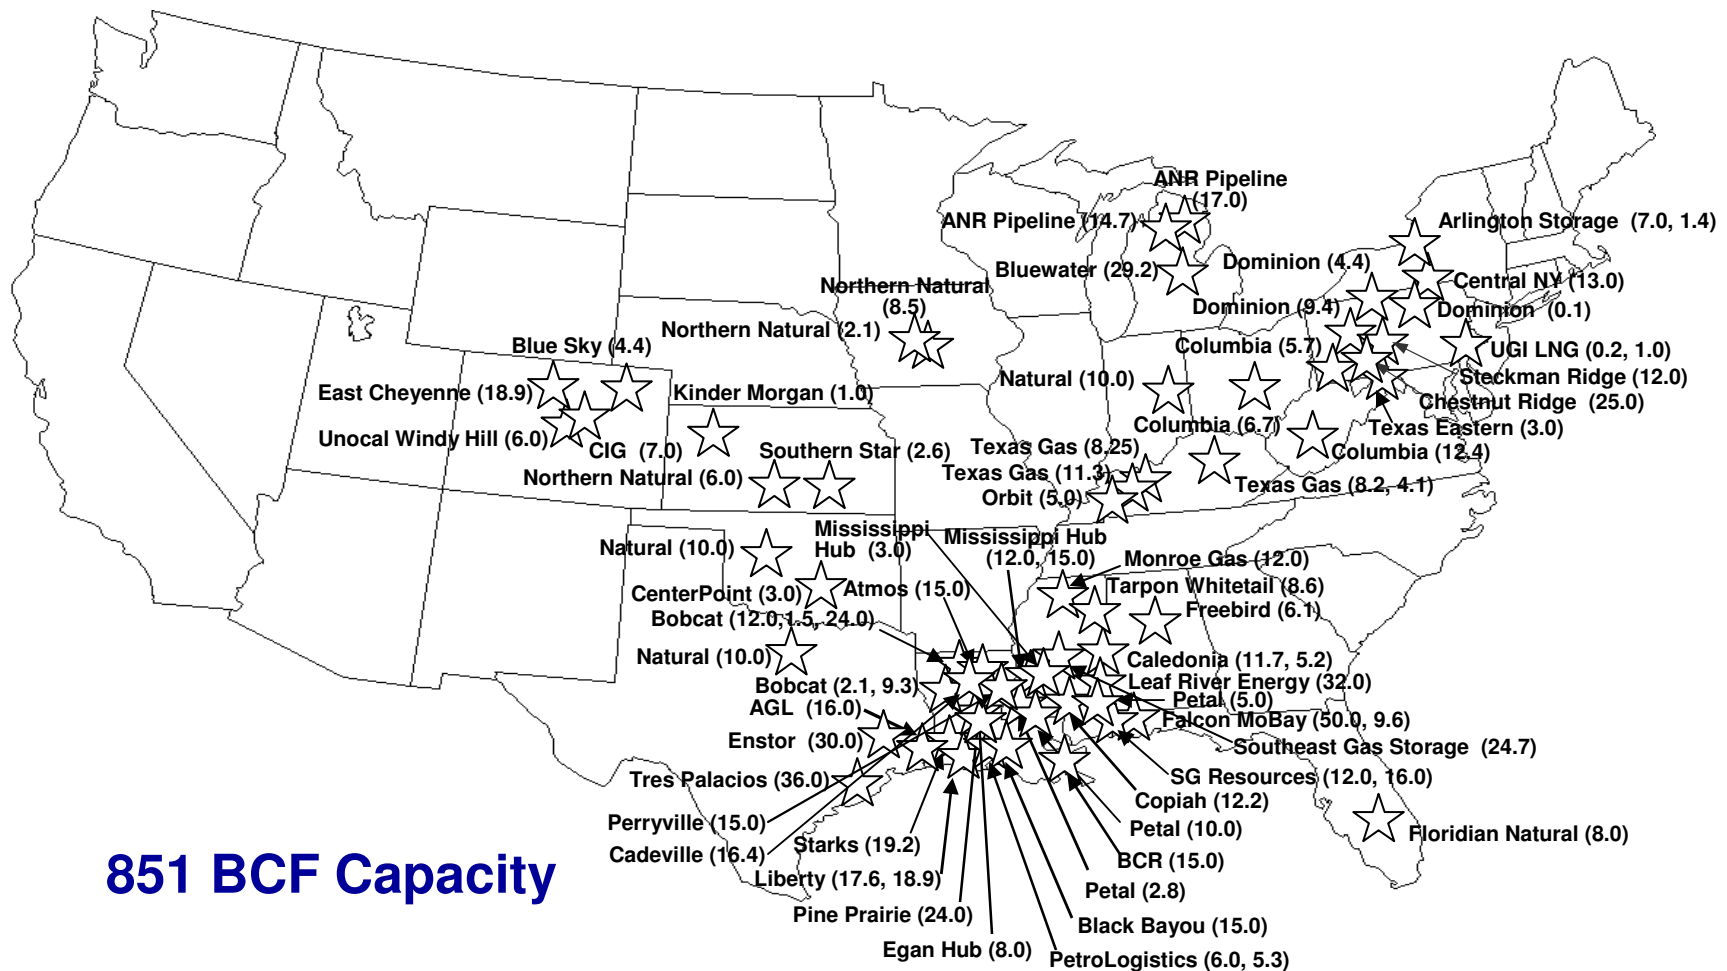 ANR Pipeline
(17.0)
ANR Pipeline (14.7)
Arlington Storage (7.0, 1.4)
Bluewater (29.2)
Dominion (4.4)
Central NY (13.0)
Northern Natural
(8.5)
Dominion (9.4)
Dominion (0.1)
Northern Natural (2.1)
Blue Sky (4.4)
Columbia (5.7)
UGI LNG (0.2, 1.0)
East Cheyenne (18.9)
Kinder Morgan (1.0)
Natural (10.0)
Steckman Ridge (12.0)
Chestnut Ridge (25.0)
Unocal Windy Hill (6.0)
Columbia (6.7)
Texas Eastern (3.0)
CIG (7.0)
Southern Star (2.6)
Texas Gas (8.25)
Columbia (12.4)
Northern Natural (6.0)
Texas Gas (11.3)
Texas Gas (8.2, 4.1)
Orbit (5.0)
Mississippi
Hub (3.0)
Mississippi Hub
(12.0, 15.0)
Natural (10.0)
Monroe Gas (12.0)
CenterPoint (3.0)
Atmos (15.0)
Tarpon Whitetail (8.6)
Freebird (6.1)
Bobcat (12.0,1.5, 24.0)
Natural (10.0)
Caledonia (11.7, 5.2)
Leaf River Energy (32.0)
Bobcat (2.1, 9.3)
Petal (5.0)
AGL (16.0)
Falcon MoBay (50.0, 9.6)
Enstor (30.0)
Southeast Gas Storage (24.7)
Tres Palacios (36.0)
SG Resources (12.0, 16.0)
Copiah (12.2)
Perryville (15.0)
Petal (10.0)
Floridian Natural (8.0)
Cadeville (16.4)
Starks (19.2)
BCR (15.0)
851 BCF Capacity
Liberty (17.6, 18.9)
Petal (2.8)
Pine Prairie (24.0)
Black Bayou (15.0)
Egan Hub (8.0)
PetroLogistics (6.0, 5.3)